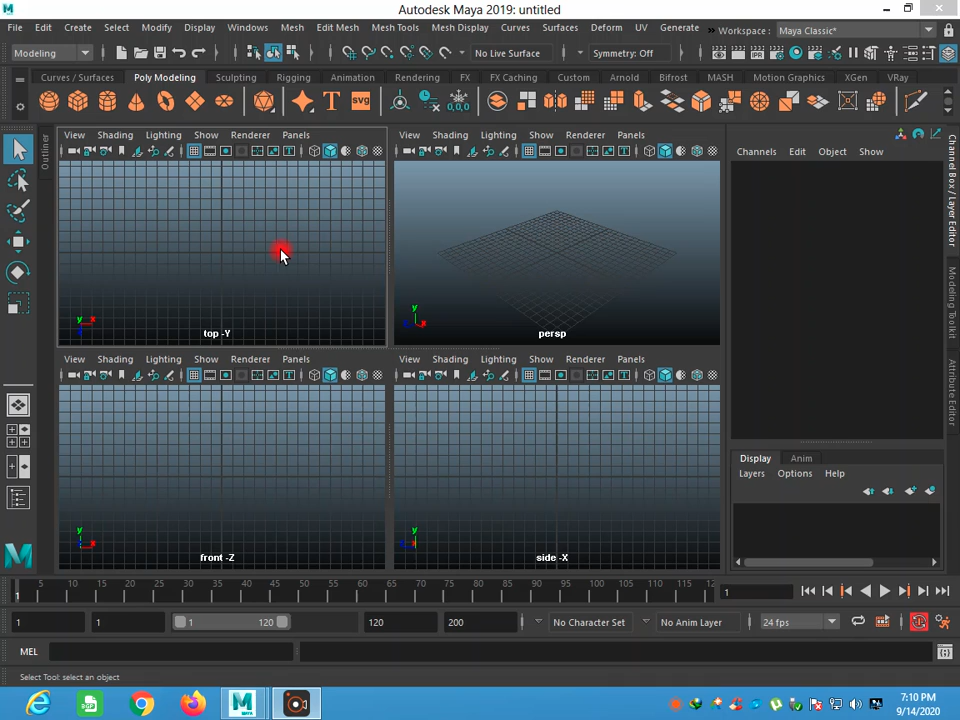 Autodesk Maya 2019: untitled
File Edit Create Select Modify Display Windows Mesh Edit Mesh Mesh Tools Mesh Display Curves Surfaces Deform UV Generate » Workspace : Maya Classic*
Modeling No Live Surface Symmetry: Off
Curves / Surfaces Poly Modeling Sculpting Rigging Animation Rendering FX FX Caching Custom Arnold Bifrost MASH Motion Graphics XGen VRay
T SVG 0,0,0
View Shading Lighting Show Renderer Panels
View Shading Lighting Show Renderer Panels
Channels Edit Object Show
Outliner
Channel Box / Layer Editor
Modeling Toolkit
Attribute Editor
top -Y
persp
View Shading Lighting Show Renderer Panels
View Shading Lighting Show Renderer Panels
front -Z
side -X
Display Anim
Layers Options Help
5 10 15 20 25 30 35 40 45 50 55 60 65 70 75 80 85 90 95 100 105 110 115 12
1
1
1 1 1 120 120 200 No Character Set No Anim Layer 24 fps
MEL
Select Tool: select an object
7:10 PM
9/14/2020